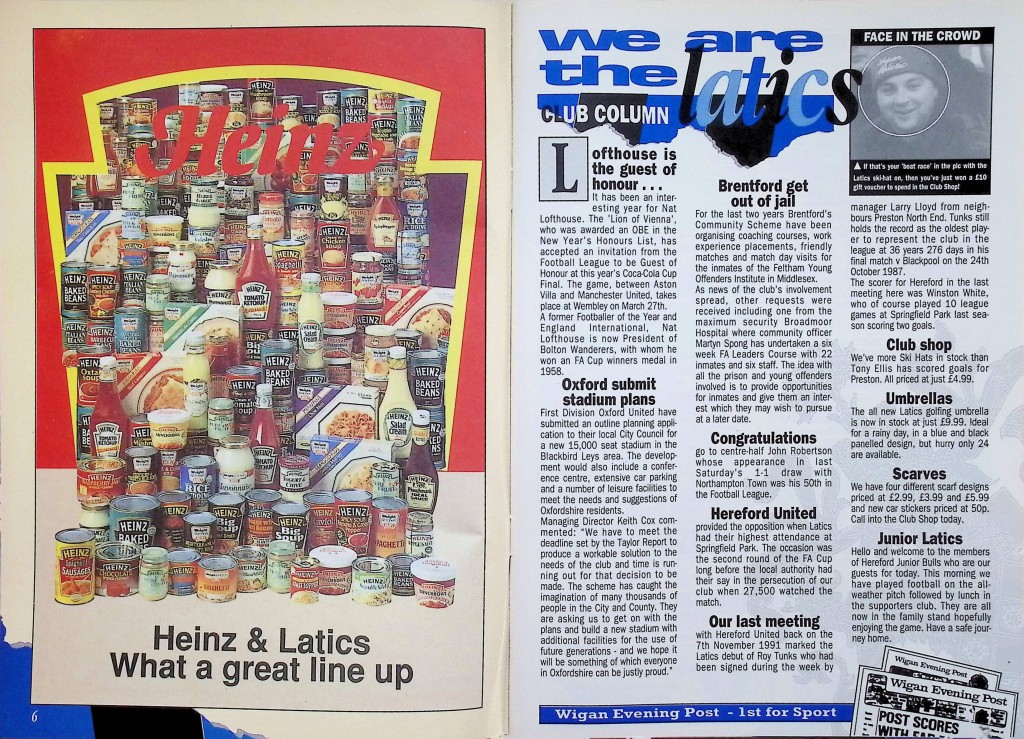 Heinz
Heinz & Latics
What a great line up
6
we are
the latics
CLUB COLUMN
Lofthouse is
the guest of
honour . . .
It has been an inter-
esting year for Nat
Lofthouse. The 'Lion of Vienna',
who was awarded an OBE in the
New Year's Honours List, has
accepted an invitation from the
Football League to be Guest of
Honour at this year's Coca-Cola Cup
Final. The game, between Aston
Villa and Manchester United, takes
place at Wembley on March 27th.
A former Footballer of the Year and
England International, Nat
Lofthouse is now President of
Bolton Wanderers, with whom he
won an FA Cup winners medal in
1958.
Oxford submit
stadium plans
First Division Oxford United have
submitted an outline planning appli-
cation to their local City Council for
a new 15,000 seat stadium in the
Blackbird Leys area. The devel-
opment would also include a confer-
ence centre, extensive car parking
and a number of leisure facilities to
meet the needs and suggestions of
Oxfordshire residents.
Managing Director Keith Cox com-
mented: "We have to meet the
deadline set by the Taylor Report to
produce a workable solution to the
needs of the club and time is run-
ning out for that decision to be
made. The scheme has caught the
imagination of many thousands of
people in the City and County. They
are asking us to get on with the
plans and build a new stadium with
additional facilities for the use of
future generations - and we hope it
will be something of which everyone
in Oxfordshire can be justly proud."
Brentford get
out of jail
For the last two years Brentford's
Community Scheme have been
organising coaching courses, work
experience placements, friendly
matches and match day visits for
the inmates of the Feltham Young
Offenders Institute in Middlesex.
As news of the club's involvement
spread, other requests were
received including one from the
maximum security Broadmoor
Hospital where community officer
Martyn Spong has undertaken a six
week FA Leaders Course with 22
inmates and six staff. The idea with
all the prison and young offenders
involved is to provide opportunities
for inmates and give them an inter-
est which they may wish to pursue
at a later date.
Congratulations
go to centre-half John Robertson
whose appearance in last
Saturday's 1-1 draw with
Northampton Town was his 50th in
the Football League.
Hereford United
provided the opposition when Latics
had their highest attendance at
Springfield Park. The occasion was
the second round of the FA Cup
long before the local authority had
their say in the persecution of our
club when 27,500 watched the
match.
Our last meeting
with Hereford United back on the
7th November 1991 marked the
Latics debut of Roy Tunks who had
been signed during the week by
FACE IN THE CROWD
▲ If that's your 'boat race' in the pic with the
Latics ski-hat on, then you've just won a £10
gift voucher to spend in the Club Shop!
manager Larry Lloyd from neigh-
bours Preston North End. Tunks still
holds the record as the oldest play-
er to represent the club in the
league at 36 years 276 days in his
final match v Blackpool on the 24th
October 1987.
The scorer for Hereford in the last
meeting here was Winston White,
who of course played 10 league
games at Springfield Park last sea-
son scoring two goals.
Club shop
We've more Ski Hats in stock than
Tony Ellis has scored goals for
Preston. All priced at just £4.99.
Umbrellas
The all new Latics golfing umbrella
is now in stock at just £9.99. Ideal
for a rainy day, in a blue and black
panelled design, but hurry only 24
are available.
Scarves
We have four different scarf designs
priced at £2.99, £3.99 and £5.99
and new car stickers priced at 50p.
Call into the Club Shop today.
Junior Latics
Hello and welcome to the members
of Hereford Junior Bulls who are our
guests for today. This morning we
have played football on the all-
weather pitch followed by lunch in
the supporters club. They are all
now in the family stand hopefully
enjoying the game. Have a safe jour-
ney home.
Wigan Evening Post
Wigan Evening Post
POST SCORES
Wigan Evening Post - 1st for Sport